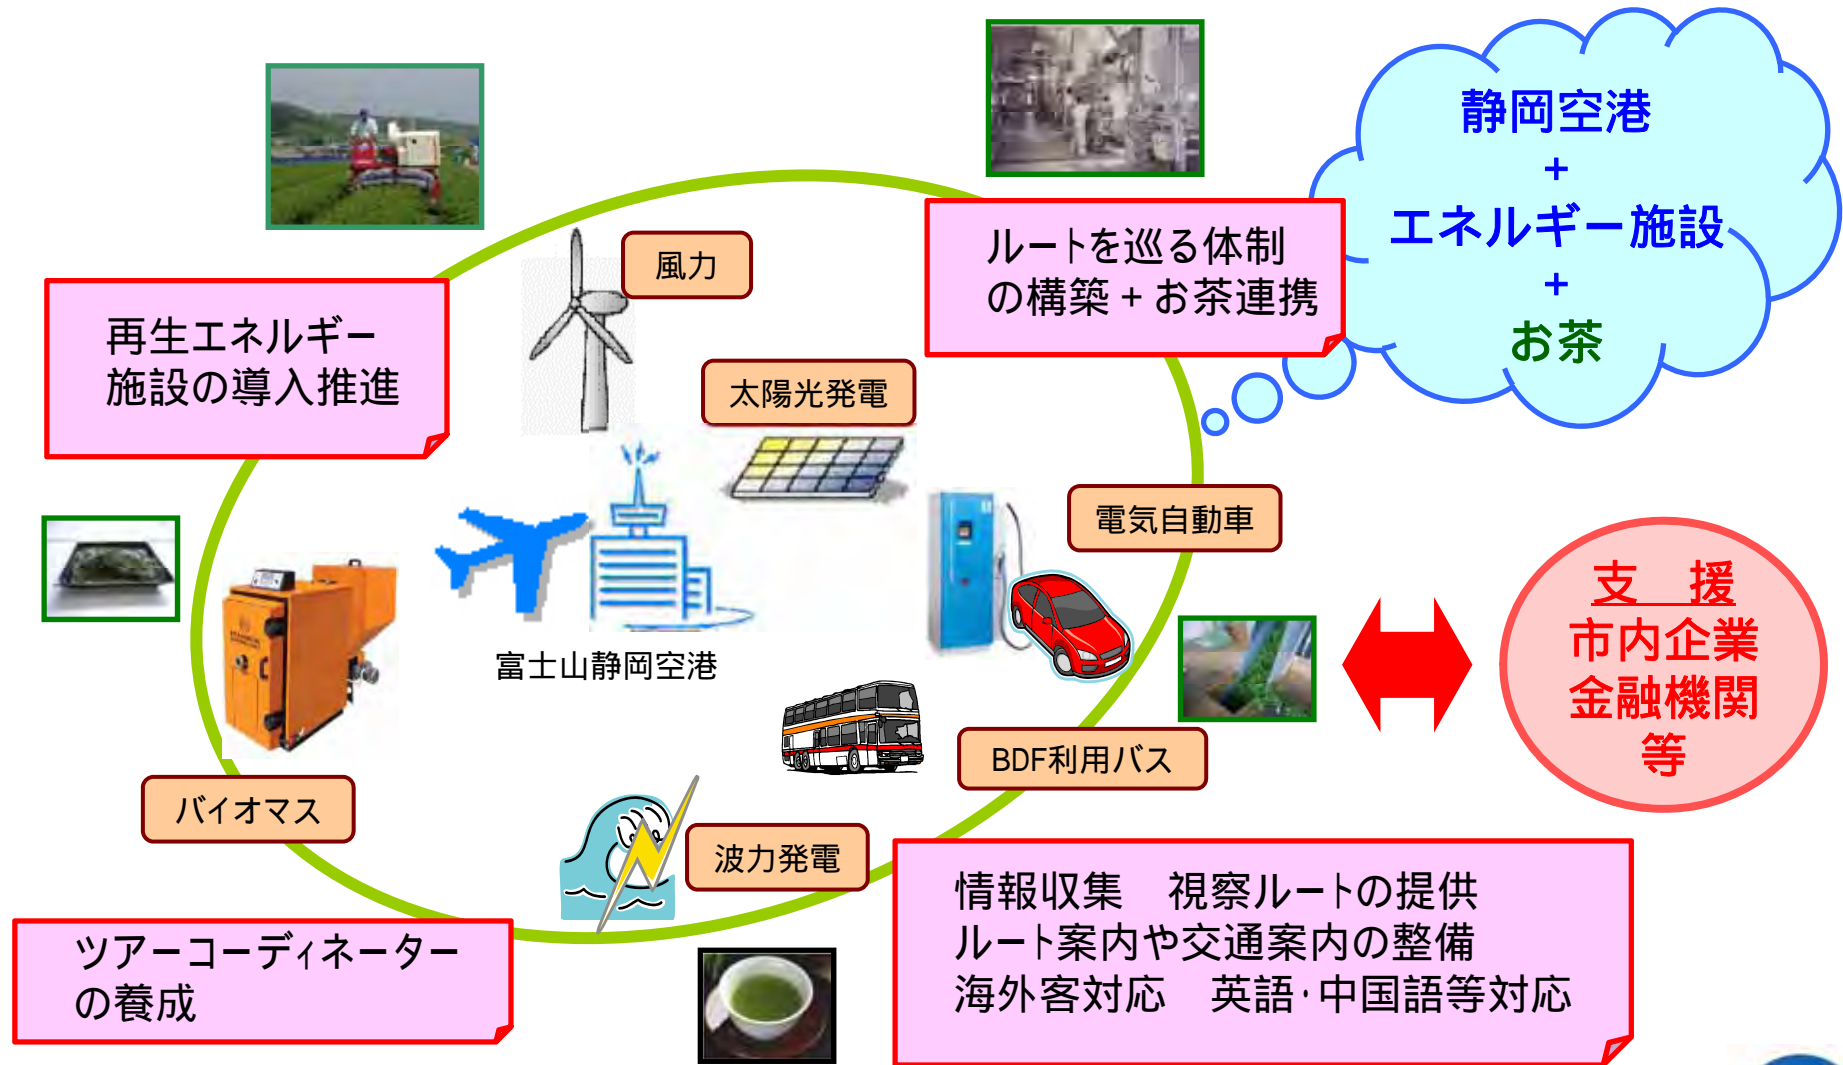 静岡空港
+
エネルギー施設
+
お茶
ルートを巡る体制
の構築+お茶連携
風力
再生エネルギー
施設の導入推進
太陽光発電
電気自動車
富士山静岡空港
支　援
市内企業
金融機関
等
BDF利用バス
バイオマス
波力発電
情報収集　視察ルートの提供
ルート案内や交通案内の整備
海外客対応　英語・中国語等対応
ツアーコーディネーター
の養成